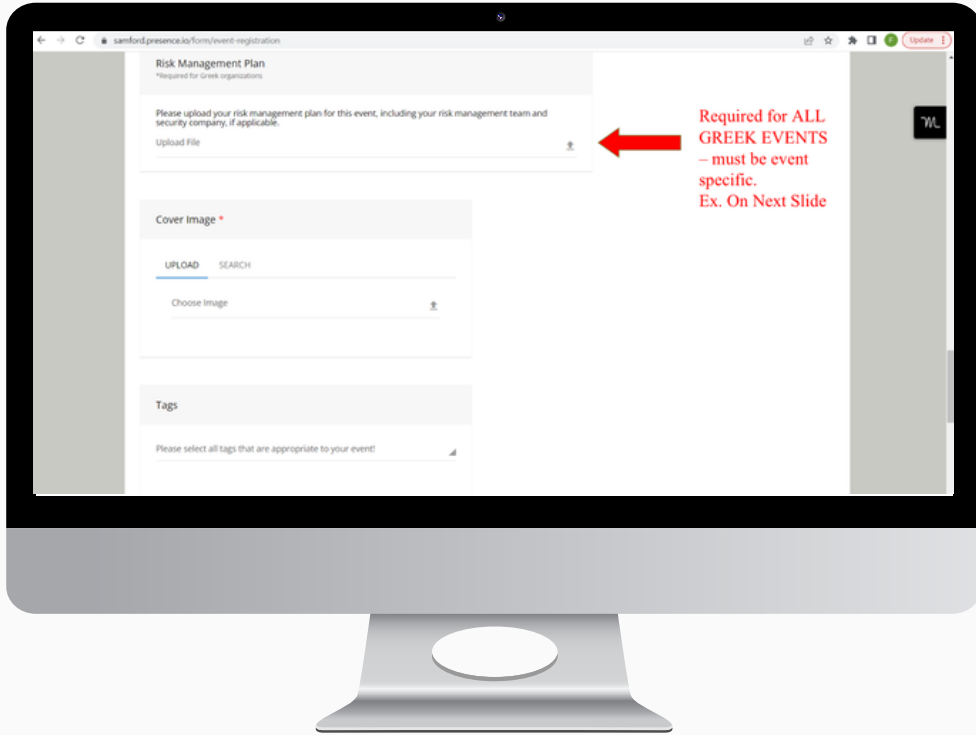 samford.presence.io/form/event-registration
F
Update
Risk Management Plan
*Required for Greek organizations
Please upload your risk management plan for this event, including your risk management team and
security company, if applicable.
Upload File
Required for ALL
GREEK EVENTS
– must be event
specific.
Ex. On Next Slide
Cover Image *
UPLOAD SEARCH
Choose Image
Tags
Please select all tags that are appropriate to your event!